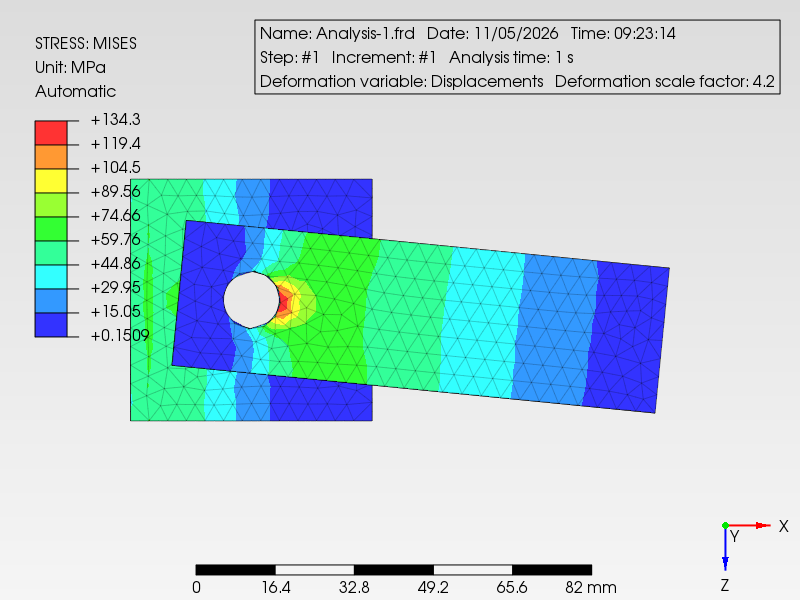 STRESS: MISES
Unit: MPa
Automatic
Name: Analysis-1.frd   Date: 11/05/2026   Time: 09:23:14
Step: #1   Increment: #1   Analysis time: 1 s
Deformation variable: Displacements   Deformation scale factor: 4.2
+134.3
+119.4
+104.5
+89.56
+74.66
+59.76
+44.86
+29.95
+15.05
+0.1509
X
Y
Z
0 16.4 32.8 49.2 65.6 82 mm